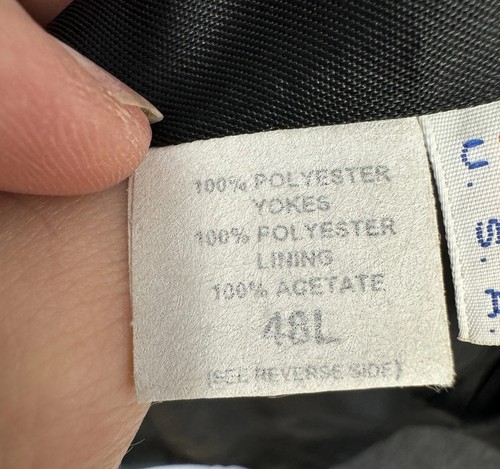 100% POLYESTER
YOKES
100% POLYESTER
LINING
100% ACETATE
48L
(SEE REVERSE SIDE)
U.S.A.